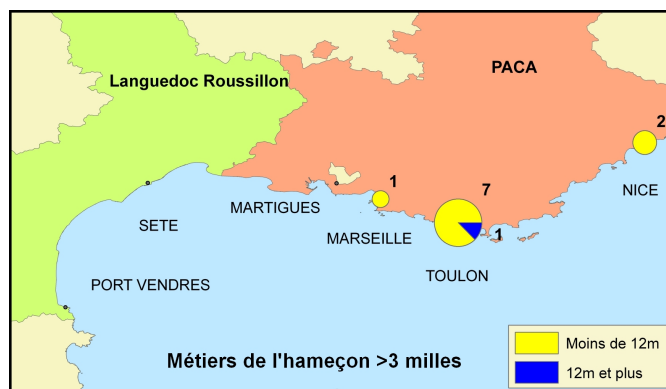 PACA
Languedoc Roussillon
2
1
7
NICE
MARTIGUES
SETE
1
MARSEILLE
TOULON
PORT VENDRES
Métiers de l'hameçon >3 milles
Moins de 12m
12m et plus